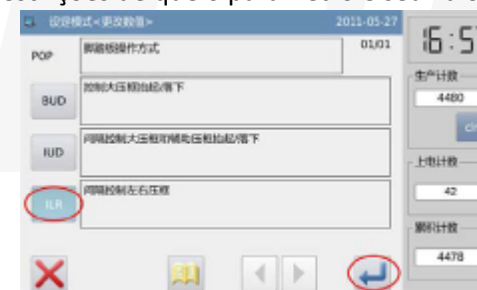 设定模式<更改数值> 2011-05-27
POP 脚踏板操作方式 01/01
BUD 控制大压框抬起/落下
IUD 间隔控制大压框和辅助压框抬起/落下
ILR 间隔控制左右压框
生产计数
4480
上电计数
42
累积计数
4478